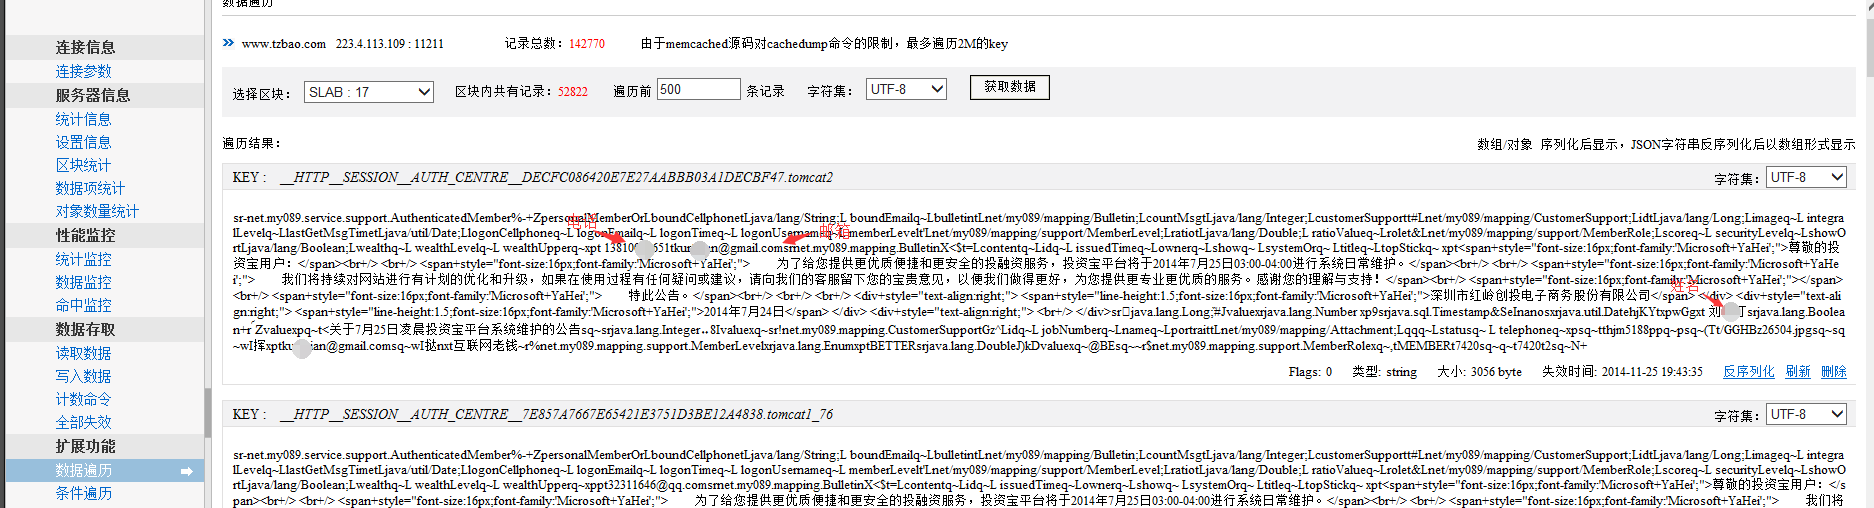 数据遍历
连接信息
连接参数
服务器信息
统计信息
设置信息
区块统计
数据项统计
对象数量统计
性能监控
统计监控
数据监控
命中监控
数据存取
读取数据
写入数据
计数命令
全部失效
扩展功能
数据遍历
条件遍历
www.tzbao.com 223.4.113.109 : 11211 记录总数：142770 由于memcached源码对cachedump命令的限制，最多遍历2M的key
选择区块： SLAB : 17 区块内共有记录：52822 遍历前 500 条记录 字符集： UTF-8 获取数据
遍历结果： 数组/对象 序列化后显示，JSON字符串反序列化后以数组形式显示
KEY : __HTTP__SESSION__AUTH_CENTRE__DECFC086420E7E27AABBB03A1DECBF47.tomcat2 字符集：UTF-8
sr-net.my089.service.support.AuthenticatedMember%-+ZpersonalMemberOrLboundCellphonetLjava/lang/String;L boundEmailq~LbulletintLnet/my089/mapping/Bulletin;LcountMsgtLjava/lang/Integer;LcustomerSupportt#Lnet/my089/mapping/CustomerSupport;LidtLjava/lang/Long;Limageq~L integra
lLevelq~LlastGetMsgTimetLjava/util/Date;LlogonCellphoneq~L logonEmailq~L logonTimeq~L logonUsernameq~L memberLevelt'Lnet/my089/mapping/support/MemberLevel;LratiotLjava/lang/Double;L ratioValueq~Lrolet&Lnet/my089/mapping/support/MemberRole;Lscoreq~L securityLevelq~LshowO
rtLjava/lang/Boolean;Lwealthq~L wealthLevelq~L wealthUpperq~xpt 13810 651tkun n@gmail.comsrnet.my089.mapping.BulletinX<$t=Lcontentq~Lidq~L issuedTimeq~Lownerq~Lshowq~ LsystemOrq~ Ltitleq~LtopStickq~ xpt<span+style="font-size:16px;font-family:'Microsoft+YaHei';">尊敬的投
资宝用户：</span><br+/><br+/><span+style="font-size:16px;font-family:'Microsoft+YaHei';"> 为了给您提供更优质便捷和更安全的投融资服务，投资宝平台将于2014年7月25日03:00-04:00进行系统日常维护。</span><br+/><br+/><span+style="font-size:16px;font-family:'Microsoft+YaHe
i';"> 我们将持续对网站进行有计划的优化和升级，如果在使用过程有任何疑问或建议，请向我们的客服留下您的宝贵意见，以便我们做得更好，为您提供更专业更优质的服务。感谢您的理解与支持！</span><br+/><span+style="font-size:16px;font-family:'Microsoft+YaHei';"></span>
<br+/><span+style="font-size:16px;font-family:'Microsoft+YaHei';"> 特此公告。</span><br+/><br+/><br+/><div+style="text-align:right;"><span+style="line-height:1.5;font-size:16px;font-family:'Microsoft+YaHei';">深圳市红岭创投电子商务股份有限公司</span></div><div+style="text-ali
gn:right;"><span+style="line-height:1.5;font-size:16px;font-family:'Microsoft+YaHei';">2014年7月24日</span></div><div+style="text-align:right;"></div>sr java.lang.Long;#Jvaluexrjava.lang.Number xp9srjava.sql.Timestamp&SeInanosxrjava.util.DatehjKYtxpwGgxt 刘 丁srjava.lang.Boolea
n+r Zvaluexpq~t<关于7月25日凌晨投资宝平台系统维护的公告sq~srjava.lang.Integer..8Ivaluexq~sr!net.my089.mapping.CustomerSupportGz^Lidq~L jobNumberq~Lnameq~LportraittLnet/my089/mapping/Attachment;Lqqq~Lstatusq~ L telephoneq~xpsq~tthjm5188ppq~psq~(Tt/GGHBz26504.jpgsq~sq
~wI挥xptku ian@gmail.comsq~wI挞nxt互联网老钱~r%net.my089.mapping.support.MemberLevelxrjava.lang.EnumxptBETTERsrjava.lang.DoubleJ)kDvaluexq~@BEsq~~r$net.my089.mapping.support.MemberRolexq~,tMEMBERt7420sq~q~t7420t2sq~N+
电话
邮箱
姓名
Flags: 0 类型: string 大小: 3056 byte 失效时间: 2014-11-25 19:43:35 反序列化 刷新 删除
KEY : __HTTP__SESSION__AUTH_CENTRE__7E857A7667E65421E3751D3BE12A4838.tomcat1_76 字符集：UTF-8
sr-net.my089.service.support.AuthenticatedMember%-+ZpersonalMemberOrLboundCellphonetLjava/lang/String;L boundEmailq~LbulletintLnet/my089/mapping/Bulletin;LcountMsgtLjava/lang/Integer;LcustomerSupportt#Lnet/my089/mapping/CustomerSupport;LidtLjava/lang/Long;Limageq~L integra
lLevelq~LlastGetMsgTimetLjava/util/Date;LlogonCellphoneq~L logonEmailq~L logonTimeq~L logonUsernameq~L memberLevelt'Lnet/my089/mapping/support/MemberLevel;LratiotLjava/lang/Double;L ratioValueq~Lrolet&Lnet/my089/mapping/support/MemberRole;Lscoreq~L securityLevelq~LshowO
rtLjava/lang/Boolean;Lwealthq~L wealthLevelq~L wealthUpperq~xppt32311646@qq.comsrnet.my089.mapping.BulletinX<$t=Lcontentq~Lidq~L issuedTimeq~Lownerq~Lshowq~ LsystemOrq~ Ltitleq~LtopStickq~ xpt<span+style="font-size:16px;font-family:'Microsoft+YaHei';">尊敬的投资宝用户：</s
pan><br+/><br+/><span+style="font-size:16px;font-family:'Microsoft+YaHei';"> 为了给您提供更优质便捷和更安全的投融资服务，投资宝平台将于2014年7月25日03:00-04:00进行系统日常维护。</span><br+/><br+/><span+style="font-size:16px;font-family:'Microsoft+YaHei';"> 我们将